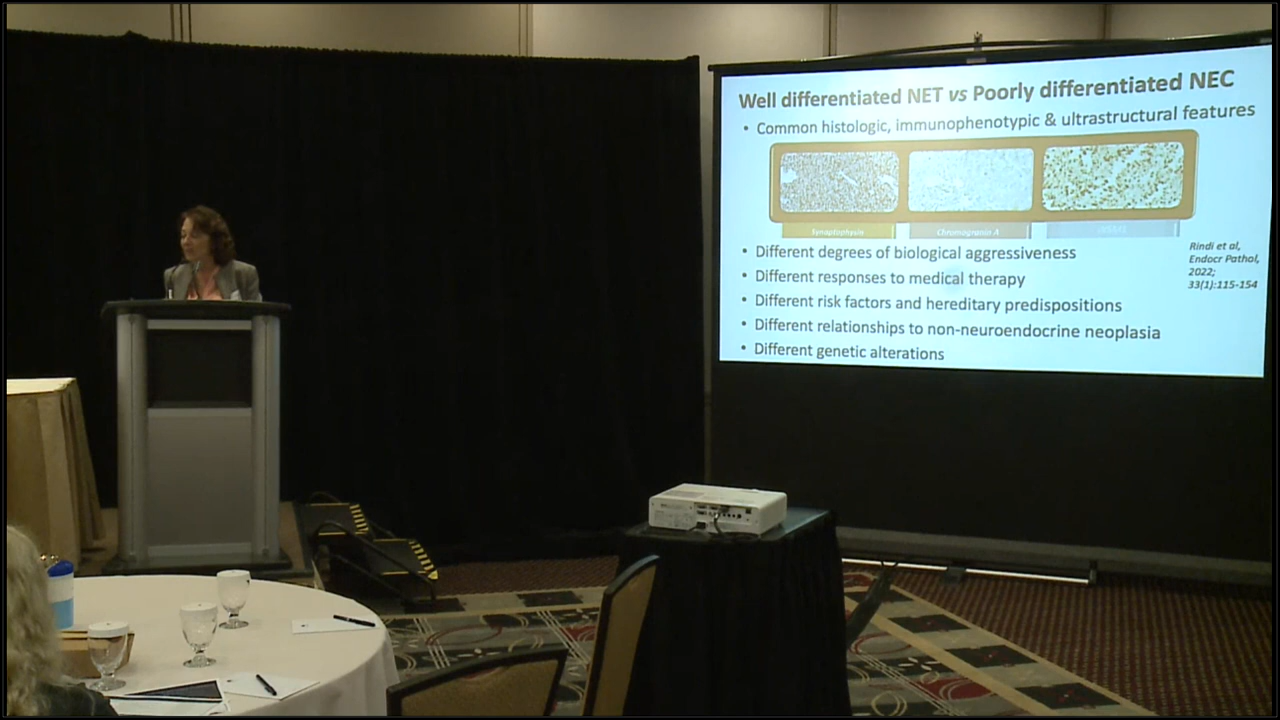 Well differentiated NET vs Poorly differentiated NEC
• Common histologic, immunophenotypic & ultrastructural features
Synaptophysin
Chromogranin A
• Different degrees of biological aggressiveness
• Different responses to medical therapy
• Different risk factors and hereditary predispositions
• Different relationships to non-neuroendocrine neoplasia
• Different genetic alterations
Rindi et al,
Endocr Pathol,
2022;
33(1):115-154